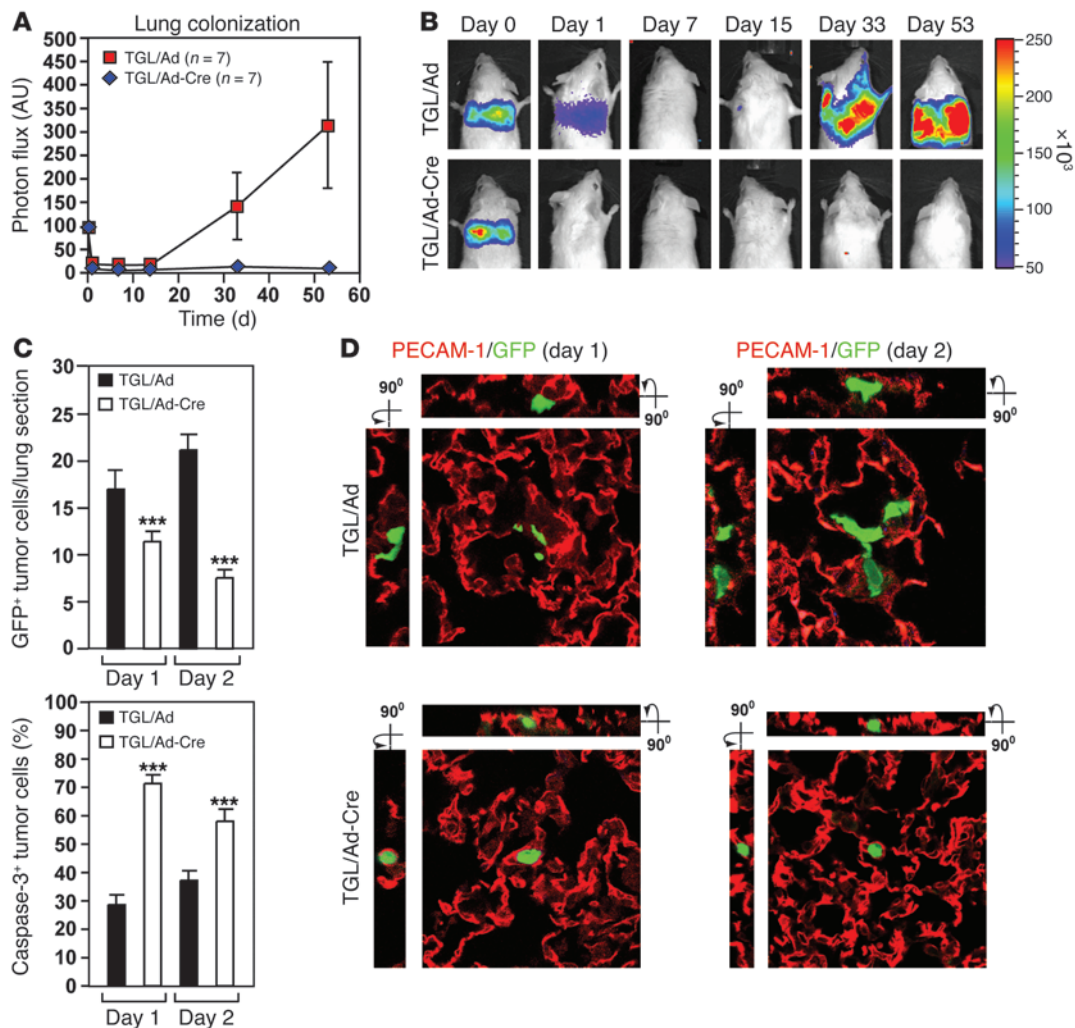 A
Lung colonization
Photon flux (AU)
500
450
400
350
300
250
200
150
100
50
0
TGL/Ad (n = 7)
TGL/Ad-Cre (n = 7)
0 10 20 30 40 50 60
Time (d)
B
Day 0 Day 1 Day 7 Day 15 Day 33 Day 53
TGL/Ad
TGL/Ad-Cre
250
200
150
100
50
×10³
C
GFP⁺ tumor cells/lung section
30
25
20
15
10
5
0
TGL/Ad
TGL/Ad-Cre
***
***
Day 1 Day 2
Caspase-3⁺ tumor cells (%)
100
90
80
70
60
50
40
30
20
10
0
TGL/Ad
TGL/Ad-Cre
***
***
Day 1 Day 2
D
PECAM-1/GFP (day 1) PECAM-1/GFP (day 2)
90⁰
90⁰
90⁰
90⁰
TGL/Ad
90⁰
90⁰
90⁰
90⁰
TGL/Ad-Cre